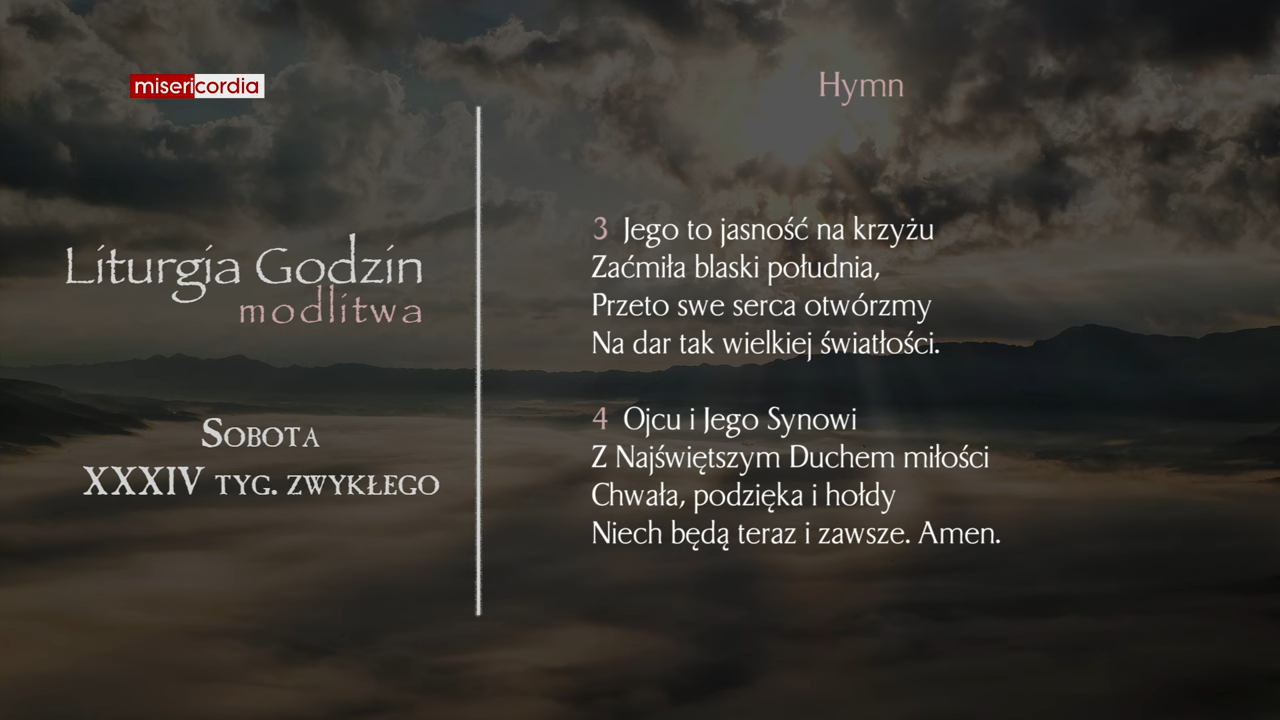 misericordia
Liturgia Godzin
modlitwa
Sobota
XXXIV tyg. zwykłego
Hymn
3 Jego to jasność na krzyżu
Zaćmiła blaski południa,
Przeto swe serca otwórzmy
Na dar tak wielkiej światłości.
4 Ojcu i Jego Synowi
Z Najświętszym Duchem miłości
Chwała, podzięka i hołdy
Niech będą teraz i zawsze. Amen.